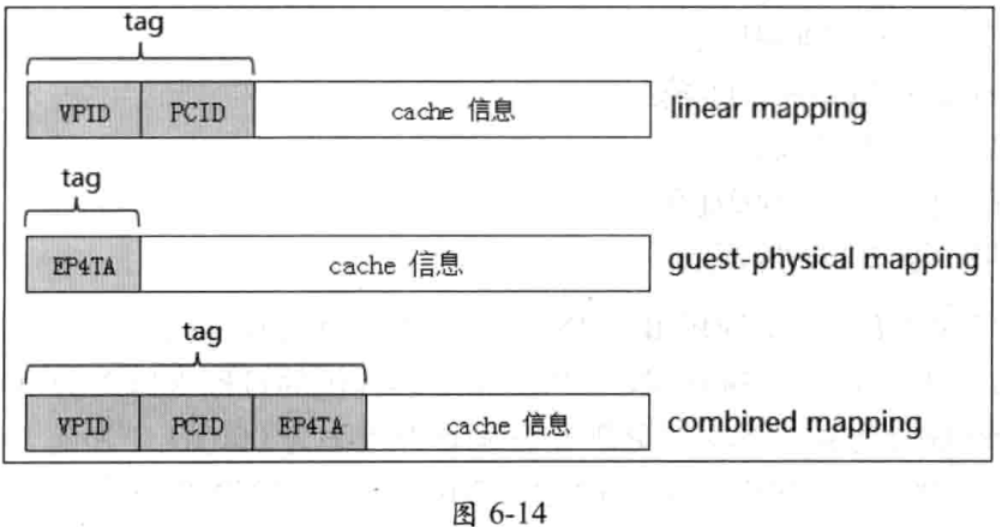 tag
VPID PCID cache 信息 linear mapping
tag
EP4TA cache 信息 guest-physical mapping
tag
VPID PCID EP4TA cache 信息 combined mapping
图 6-14